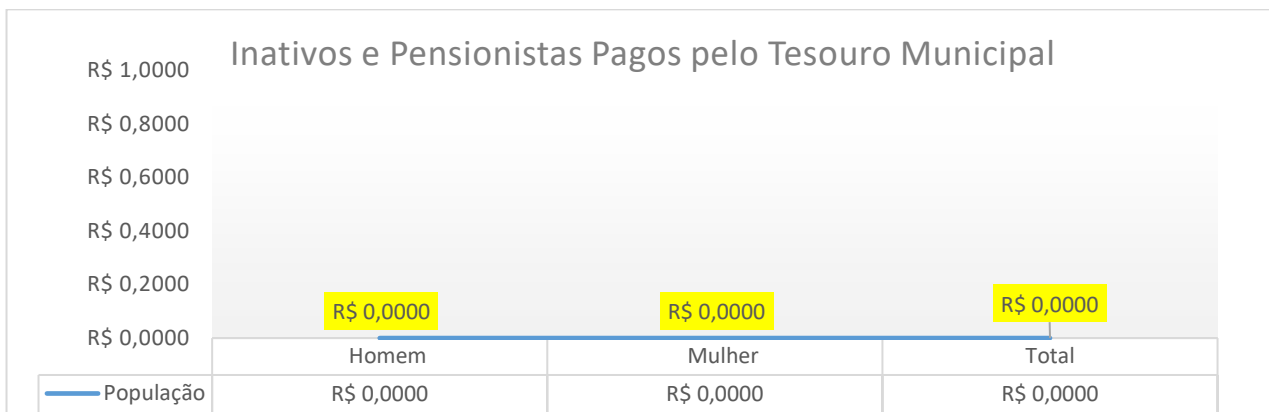 Inativos e Pensionistas Pagos pelo Tesouro Municipal
R$ 1,0000
R$ 0,8000
R$ 0,6000
R$ 0,4000
R$ 0,2000
R$ 0,0000
R$ 0,0000 R$ 0,0000 R$ 0,0000
Homem Mulher Total
População R$ 0,0000 R$ 0,0000 R$ 0,0000